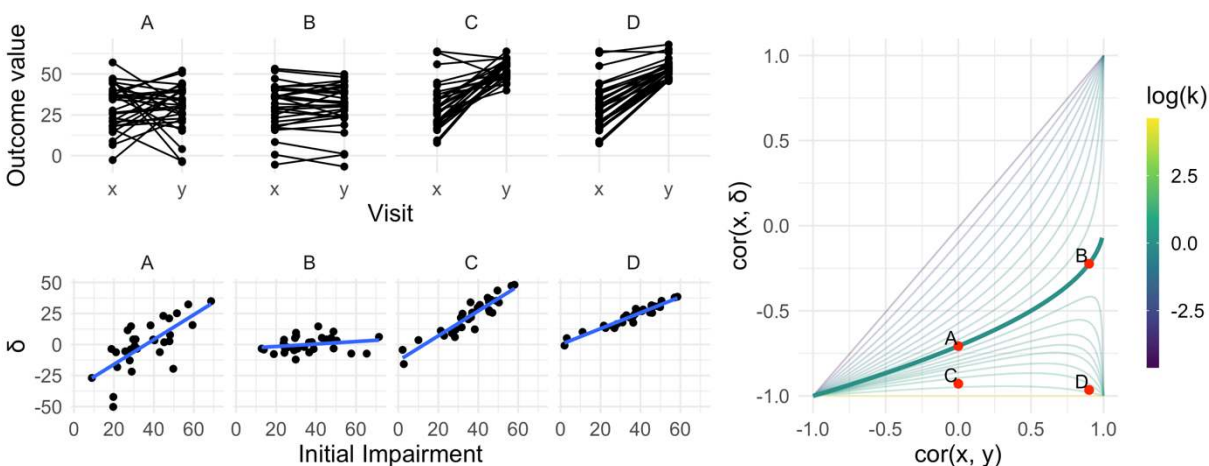 A B C D
Outcome value
50
25
0
x y x y x y x y
Visit
A B C D
δ
50
25
0
-25
-50
0 20 40 60 0 20 40 60 0 20 40 60 0 20 40 60
Initial Impairment
cor(x, δ)
1.0
0.5
0.0
-0.5
-1.0
A
B
C
D
-1.0 -0.5 0.0 0.5 1.0
cor(x, y)
log(k)
2.5
0.0
-2.5